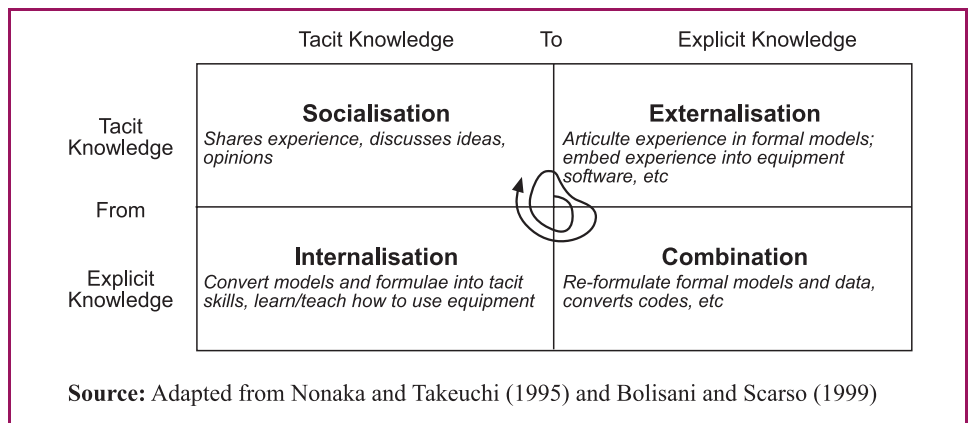 Tacit Knowledge To Explicit Knowledge
Tacit
Knowledge
Socialisation
Shares experience, discusses ideas,
opinions
Externalisation
Articulte experience in formal models;
embed experience into equipment
software, etc
From
Explicit
Knowledge
Internalisation
Convert models and formulae into tacit
skills, learn/teach how to use equipment
Combination
Re-formulate formal models and data,
converts codes, etc
Source: Adapted from Nonaka and Takeuchi (1995) and Bolisani and Scarso (1999)